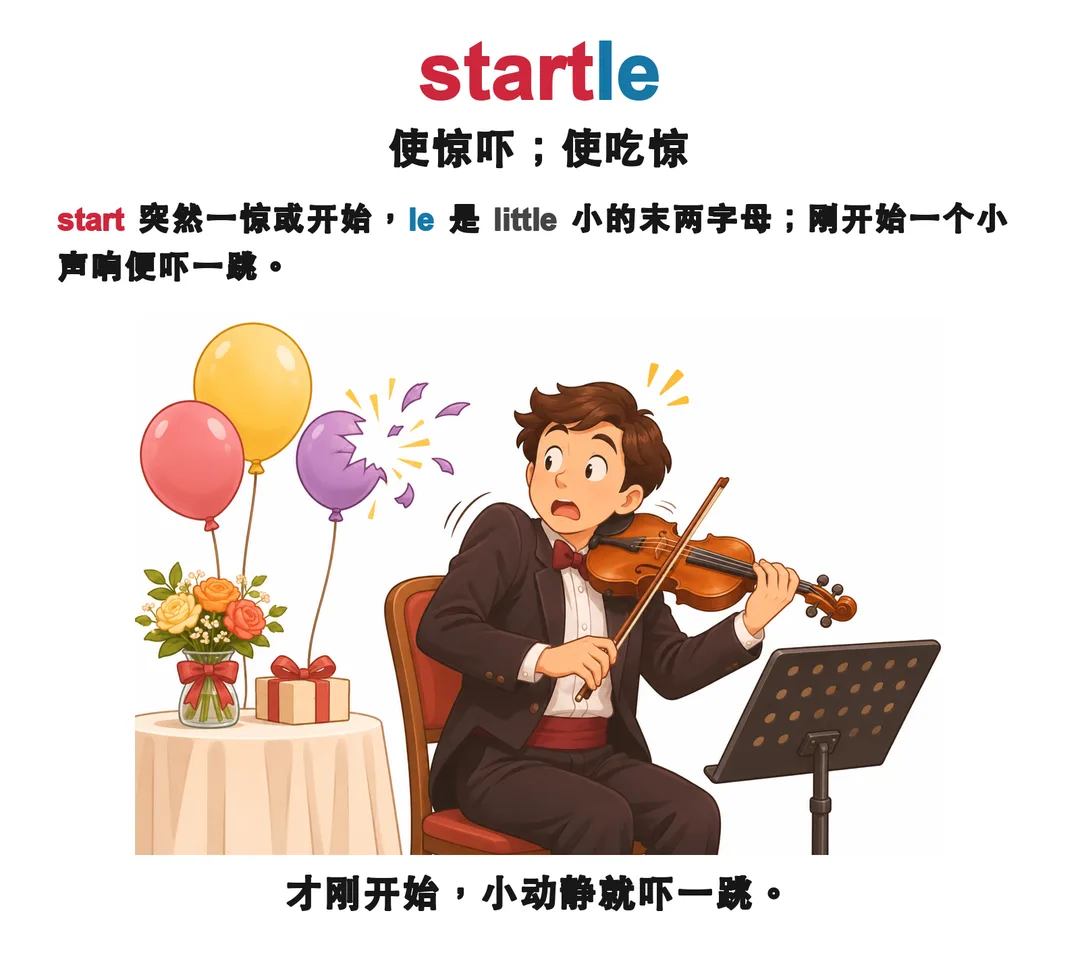 startle
使惊吓；使吃惊
start 突然一惊或开始，le 是 little 小的末两字母；刚开始一个小
声响便吓一跳。
才刚开始，小动静就吓一跳。